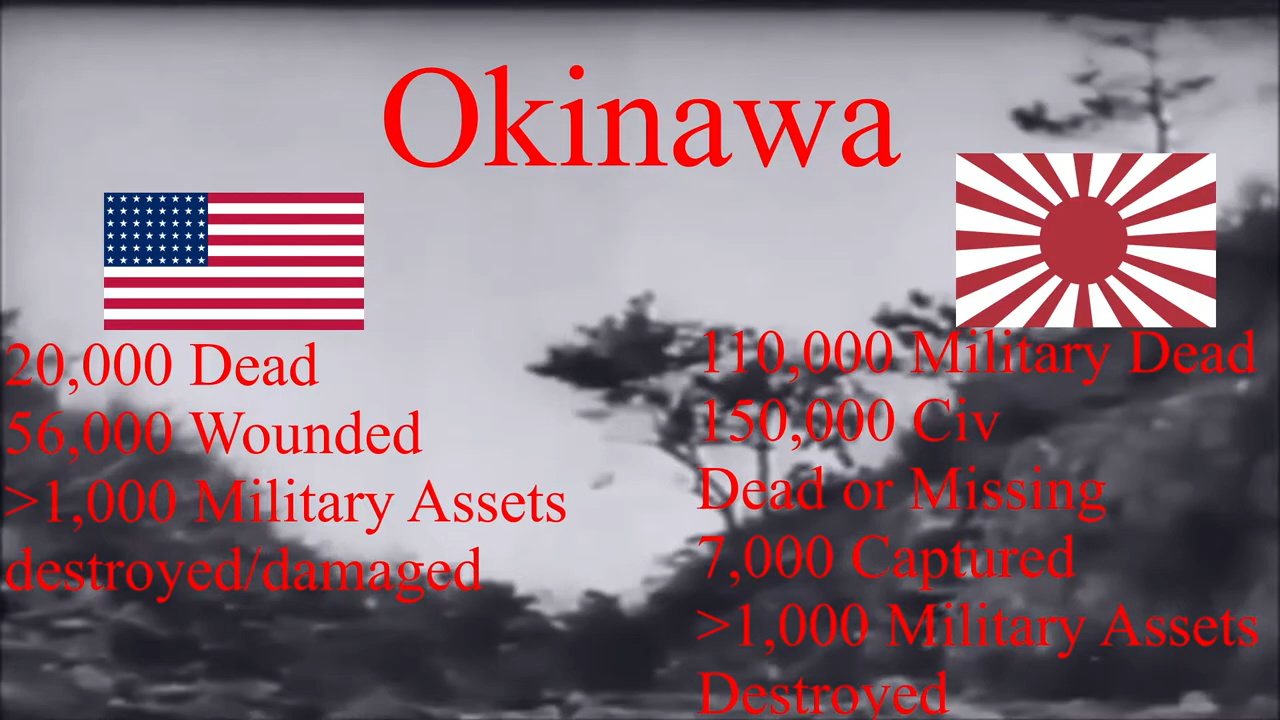 Okinawa
20,000 Dead
56,000 Wounded
>1,000 Military Assets
destroyed/damaged
110,000 Military Dead
150,000 Civ
Dead or Missing
7,000 Captured
>1,000 Military Assets
Destroyed